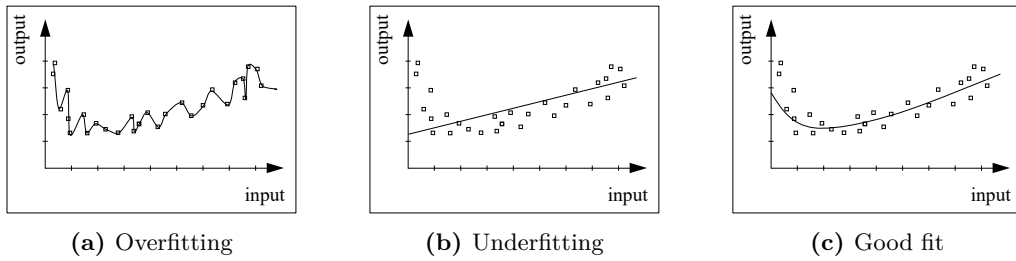 output
input
(a) Overfitting
output
input
(b) Underfitting
output
input
(c) Good fit